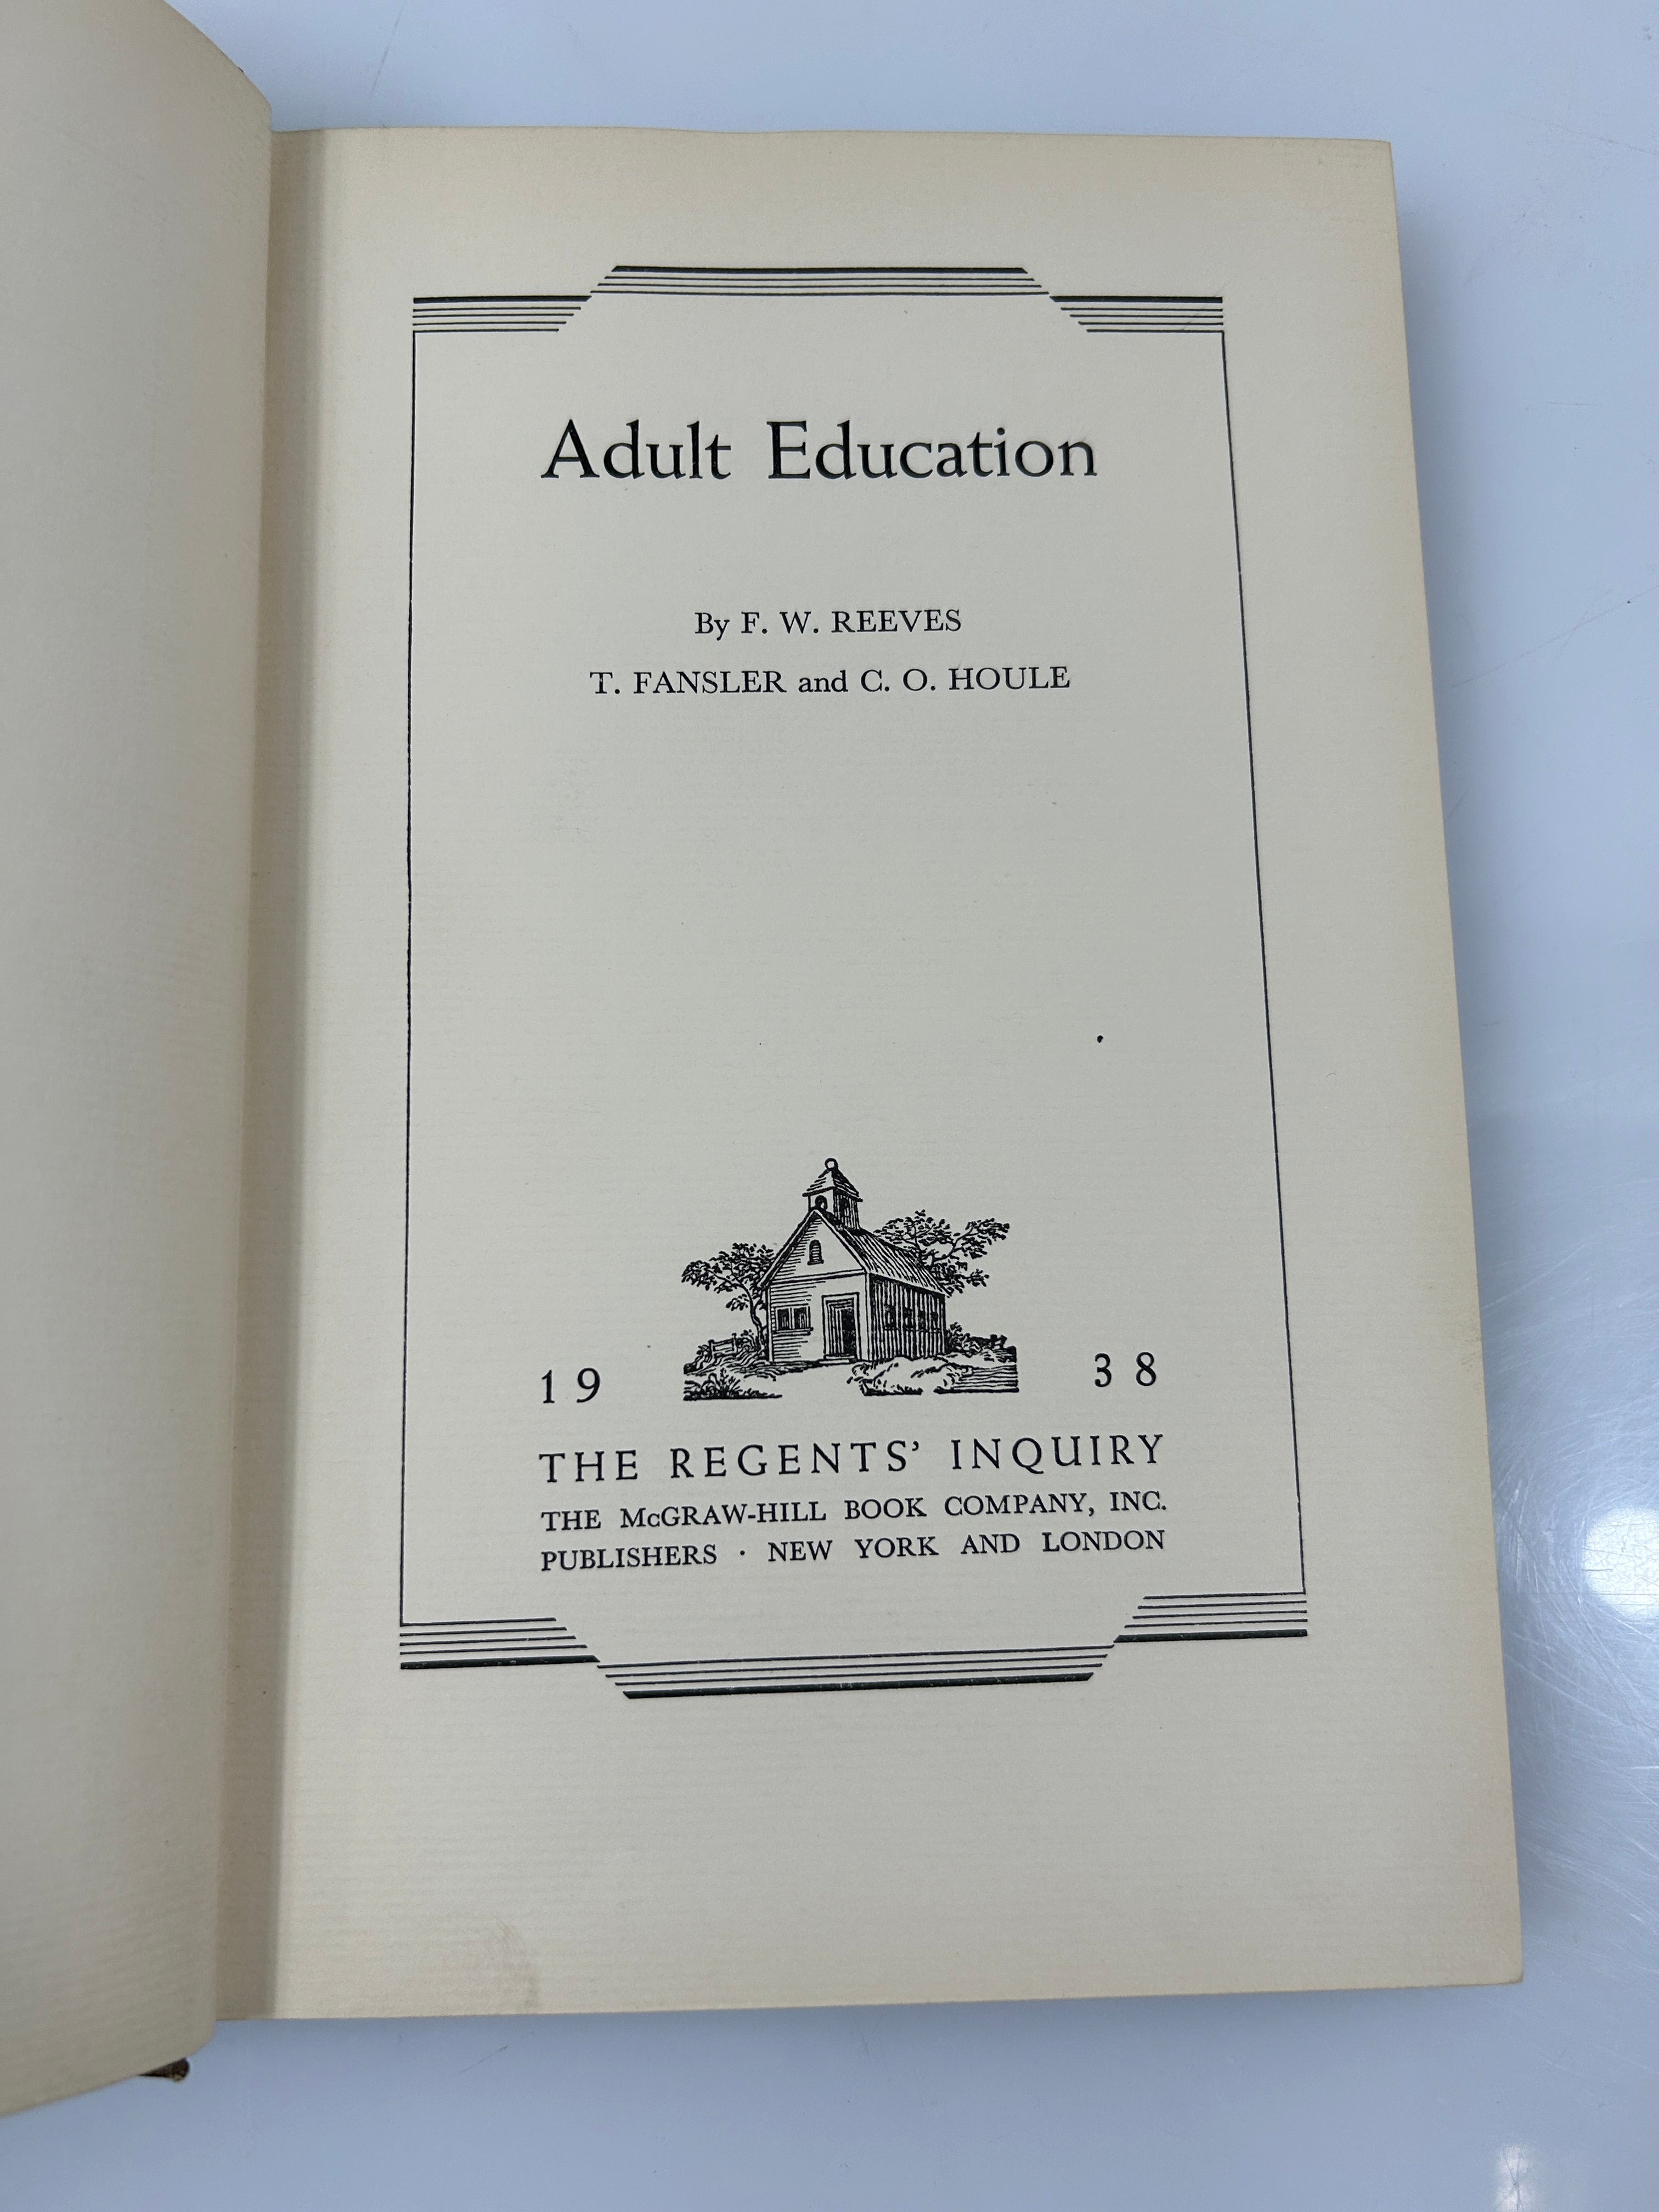 Adult Education
By F. W. REEVES
T. FANSLER and C. O. HOULE
19 38
THE REGENTS' INQUIRY
THE McGRAW-HILL BOOK COMPANY, INC.
PUBLISHERS · NEW YORK AND LONDON